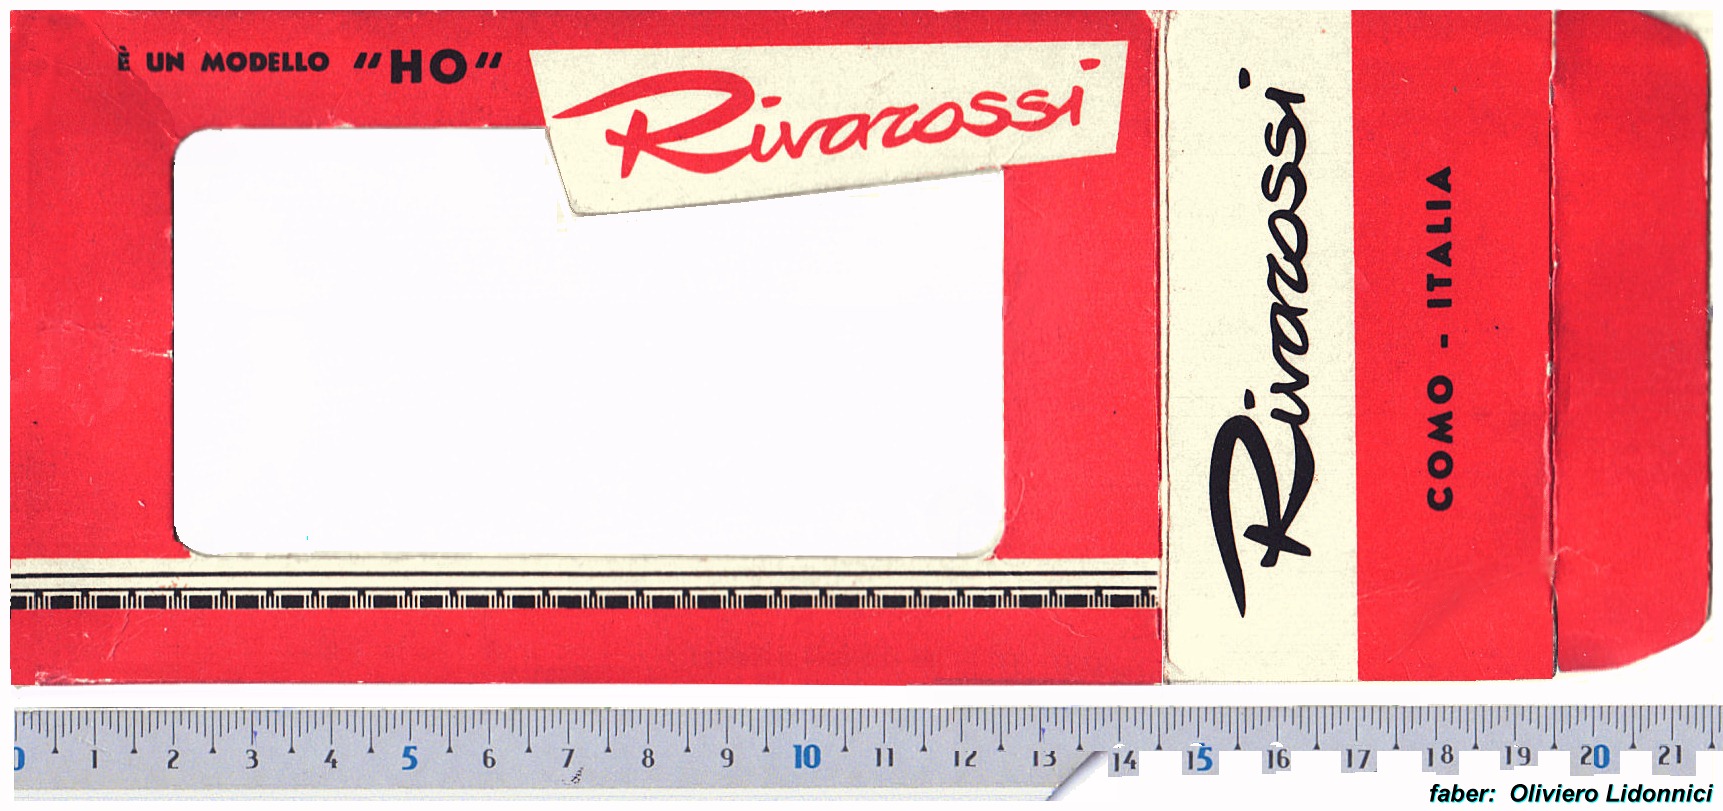 È UN MODELLO "HO"
Rivarossi
Rivarossi
COMO - ITALIA
0 1 2 3 4 5 6 7 8 9 10 11 12 13 14 15 16 17 18 19 20 21
faber: Oliviero Lidonnici